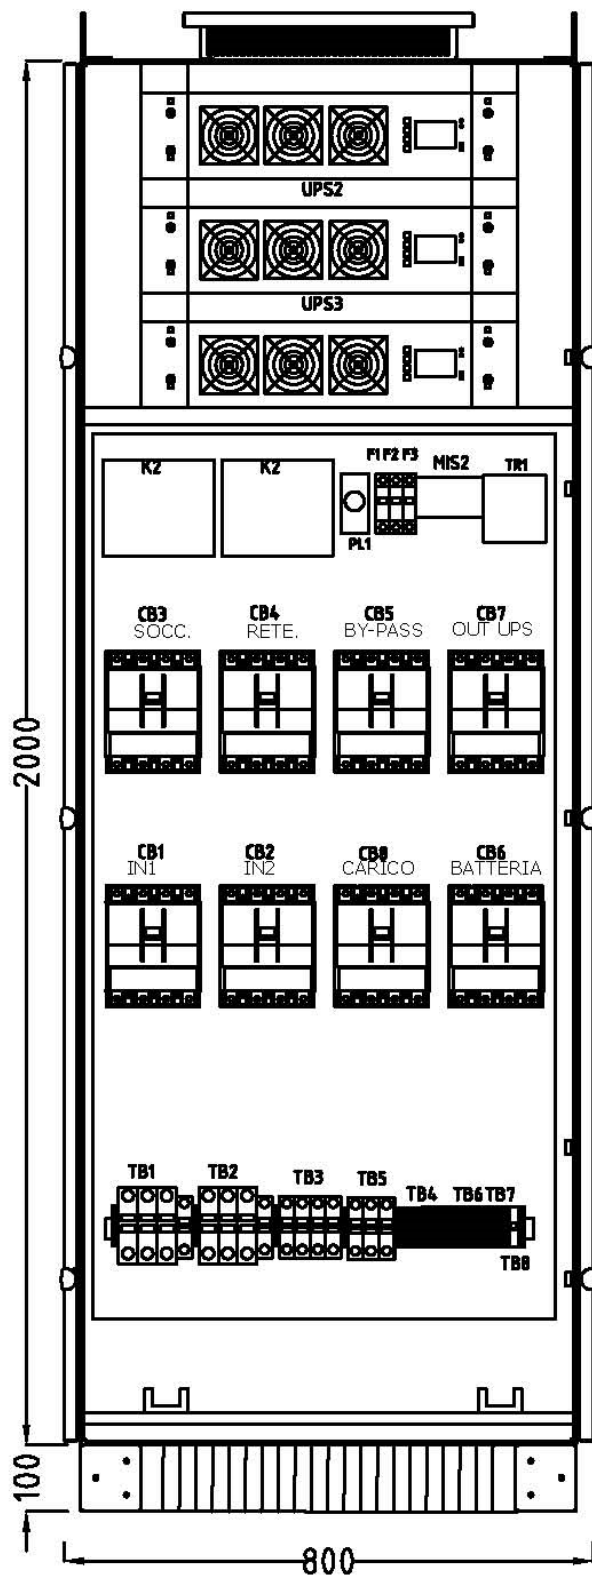 UPS2
UPS3
K2 K2 F1 F2 F3 MIS2 TR1
PL1
CB3 CB4 CB5 CB7
SOCC. RETE. BY-PASS OUT UPS
2000
CB1 CB2 CB8 CB6
IN1 IN2 CARICO BATTERIA
TB1 TB2 TB3 TB5 TB4 TB6 TB7
TB8
100
800